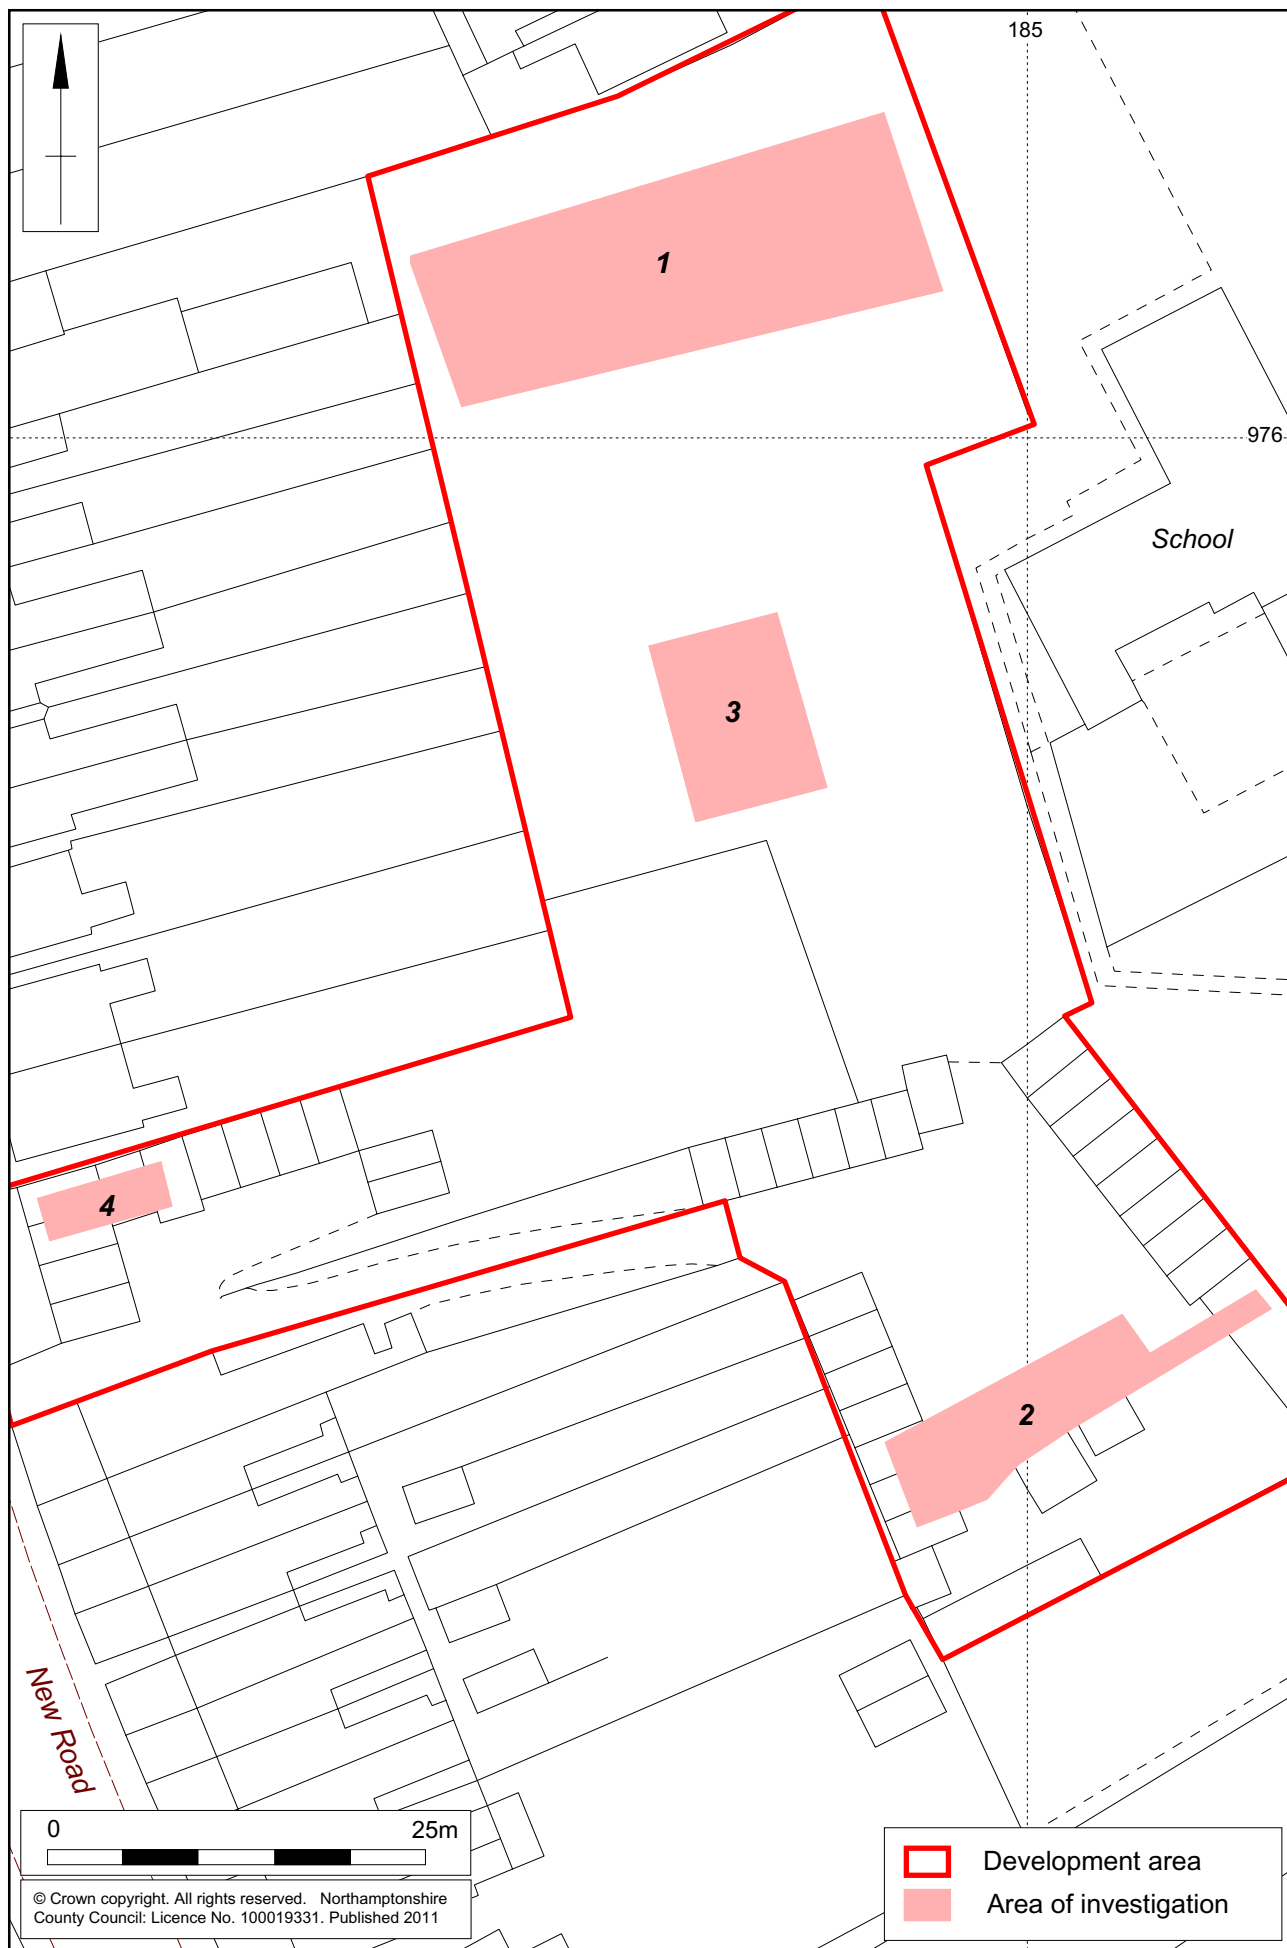 185
1
976
School
3
4
2
New Road
0 25m
© Crown copyright. All rights reserved. Northamptonshire
County Council: Licence No. 100019331. Published 2011
Development area
Area of investigation